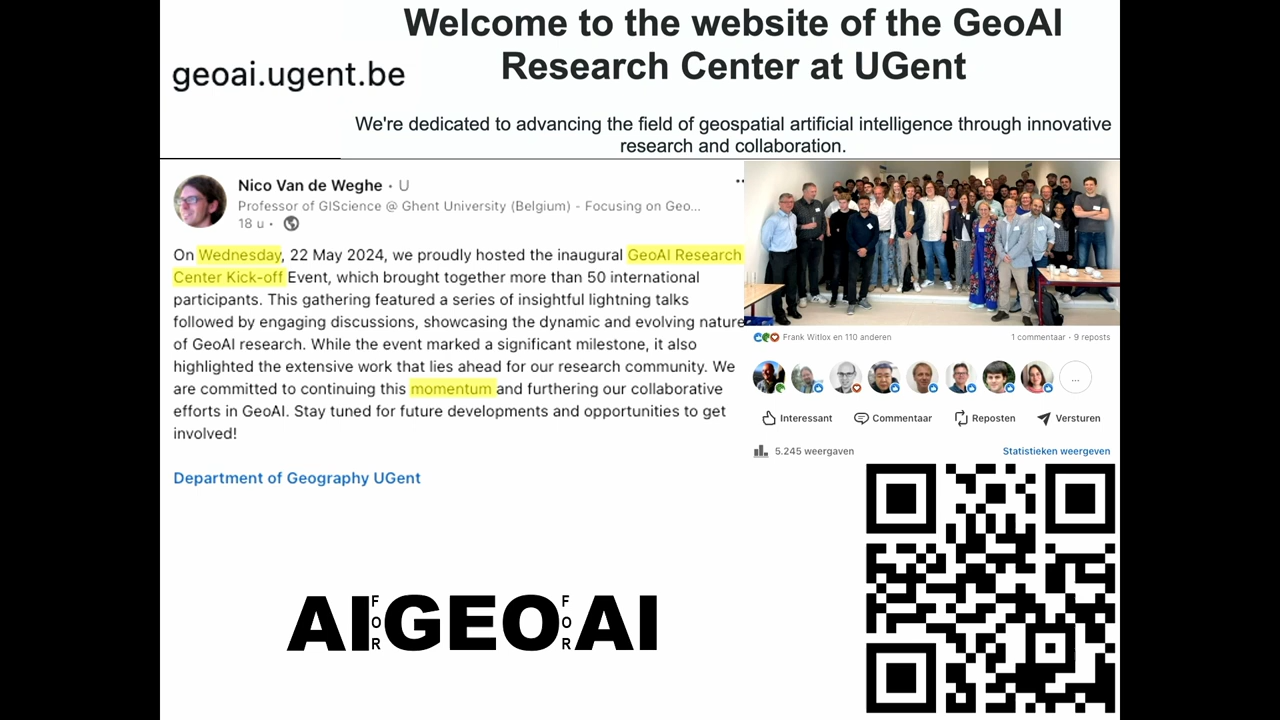 Welcome to the website of the GeoAI
Research Center at UGent
geoai.ugent.be
We're dedicated to advancing the field of geospatial artificial intelligence through innovative
research and collaboration.
Nico Van de Weghe • U
Professor of GIScience @ Ghent University (Belgium) - Focusing on Geo...
18 u •
On Wednesday, 22 May 2024, we proudly hosted the inaugural GeoAI Research
Center Kick-off Event, which brought together more than 50 international
participants. This gathering featured a series of insightful lightning talks
followed by engaging discussions, showcasing the dynamic and evolving nature
of GeoAI research. While the event marked a significant milestone, it also
highlighted the extensive work that lies ahead for our research community. We
are committed to continuing this momentum and furthering our collaborative
efforts in GeoAI. Stay tuned for future developments and opportunities to get
involved!
Department of Geography UGent
Frank Witlox en 110 anderen
1 commentaar • 9 reposts
...
Interessant
Commentaar
Reposten
Versturen
5.245 weergaven
Statistieken weergeven
AI FOR GEO FOR AI